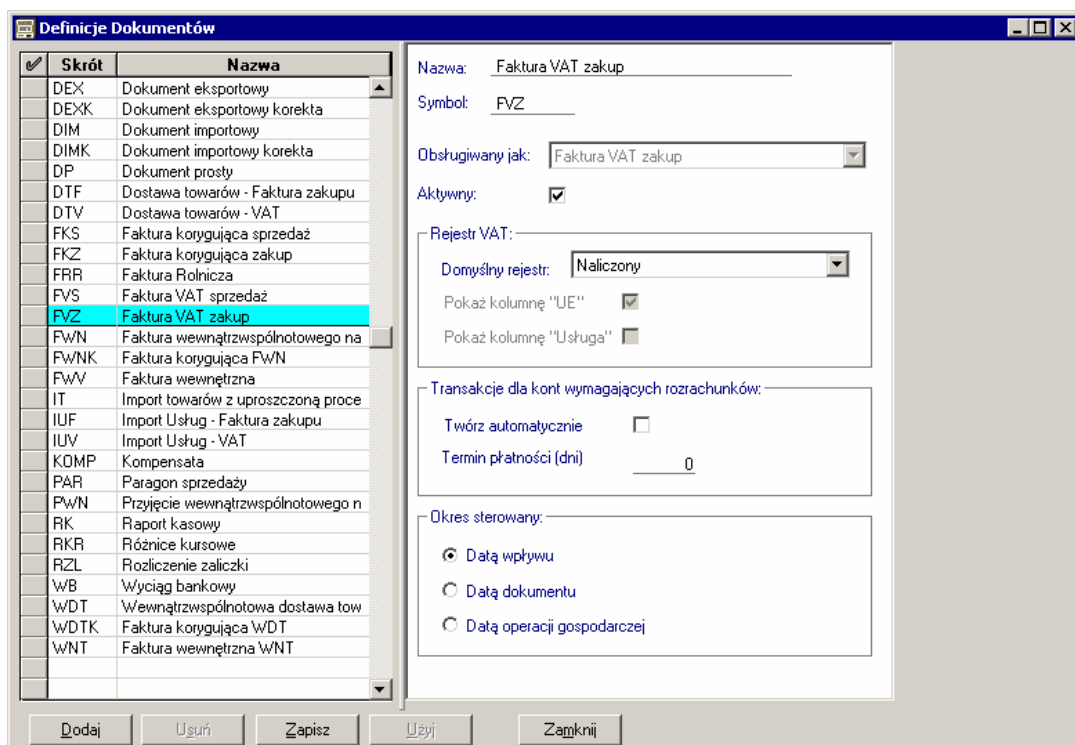 Definicje Dokumentów
Skrót Nazwa
DEX Dokument eksportowy
DEXK Dokument eksportowy korekta
DIM Dokument importowy
DIMK Dokument importowy korekta
DP Dokument prosty
DTF Dostawa towarów - Faktura zakupu
DTV Dostawa towarów - VAT
FKS Faktura korygująca sprzedaż
FKZ Faktura korygująca zakup
FRR Faktura Rolnicza
FVS Faktura VAT sprzedaż
FVZ Faktura VAT zakup
FWN Faktura wewnątrzwspólnotowego na
FWNK Faktura korygująca FWN
FWV Faktura wewnętrzna
IT Import towarów z uproszczoną proce
IUF Import Usług - Faktura zakupu
IUV Import Usług - VAT
KOMP Kompensata
PAR Paragon sprzedaży
PWN Przyjęcie wewnątrzwspólnotowego n
RK Raport kasowy
RKR Różnice kursowe
RZL Rozliczenie zaliczki
WB Wyciąg bankowy
WDT Wewnątrzwspólnotowa dostawa tow
WDTK Faktura korygująca WDT
WNT Faktura wewnętrzna WNT
Nazwa: Faktura VAT zakup
Symbol: FVZ
Obsługiwany jak: Faktura VAT zakup
Aktywny:
Rejestr VAT:
Domyślny rejestr: Naliczony
Pokaż kolumnę "UE"
Pokaż kolumnę "Usługa"
Transakcje dla kont wymagających rozrachunków:
Twórz automatycznie
Termin płatności (dni) 0
Okres sterowany:
Datą wpływu
Datą dokumentu
Datą operacji gospodarczej
Dodaj Usuń Zapisz Użyj Zamknij